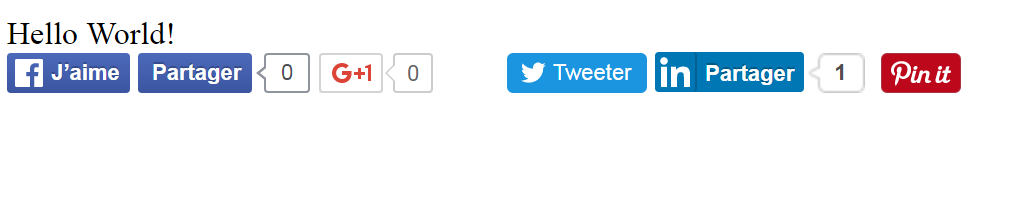 Hello World!
J’aime Partager 0 G+1 0 Tweeter in Partager 1 Pin it